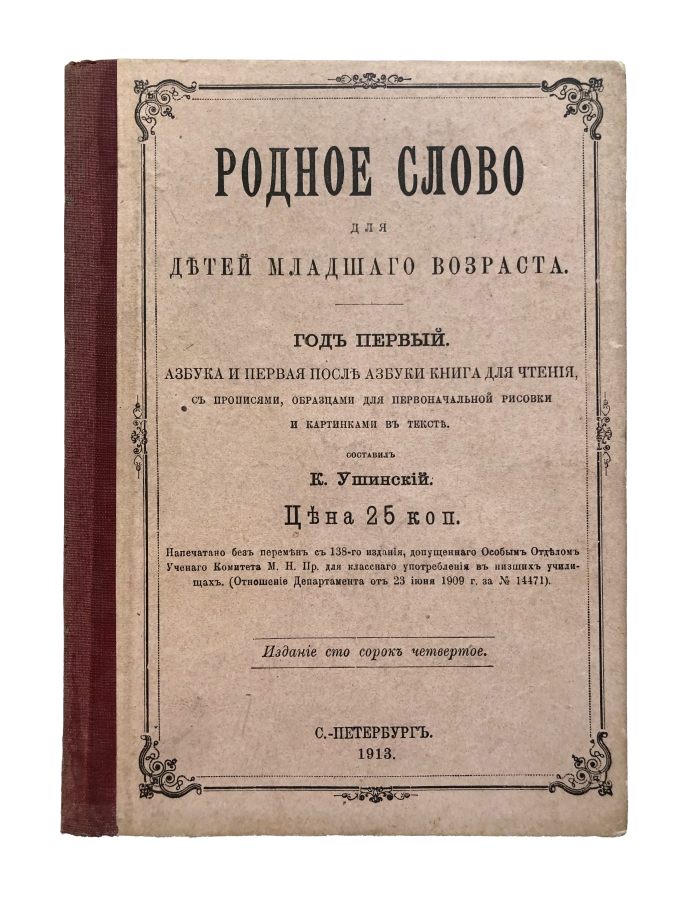 РОДНОЕ СЛОВО
ДЛЯ
ДѢТЕЙ МЛАДШАГО ВОЗРАСТА.
ГОДЪ ПЕРВЫЙ.
АЗБУКА И ПЕРВАЯ ПОСЛѢ АЗБУКИ КНИГА ДЛЯ ЧТЕНІЯ,
СЪ ПРОПИСЯМИ, ОБРАЗЦАМИ ДЛЯ ПЕРВОНАЧАЛЬНОЙ РИСОВКИ
И КАРТИНКАМИ ВЪ ТЕКСТѢ.
СОСТАВИЛЪ
К. Ушинскій.
Цѣна 25 коп.
Напечатано безъ перемѣнъ съ 138-го изданія, допущеннаго Особымъ Отдѣломъ
Ученаго Комитета М. Н. Пр. для класснаго употребленія въ низшихъ учили-
щахъ. (Отношеніе Департамента отъ 23 іюня 1909 г. за № 14471).
Изданіе сто сорокъ четвертое.
С.-ПЕТЕРБУРГЪ.
1913.